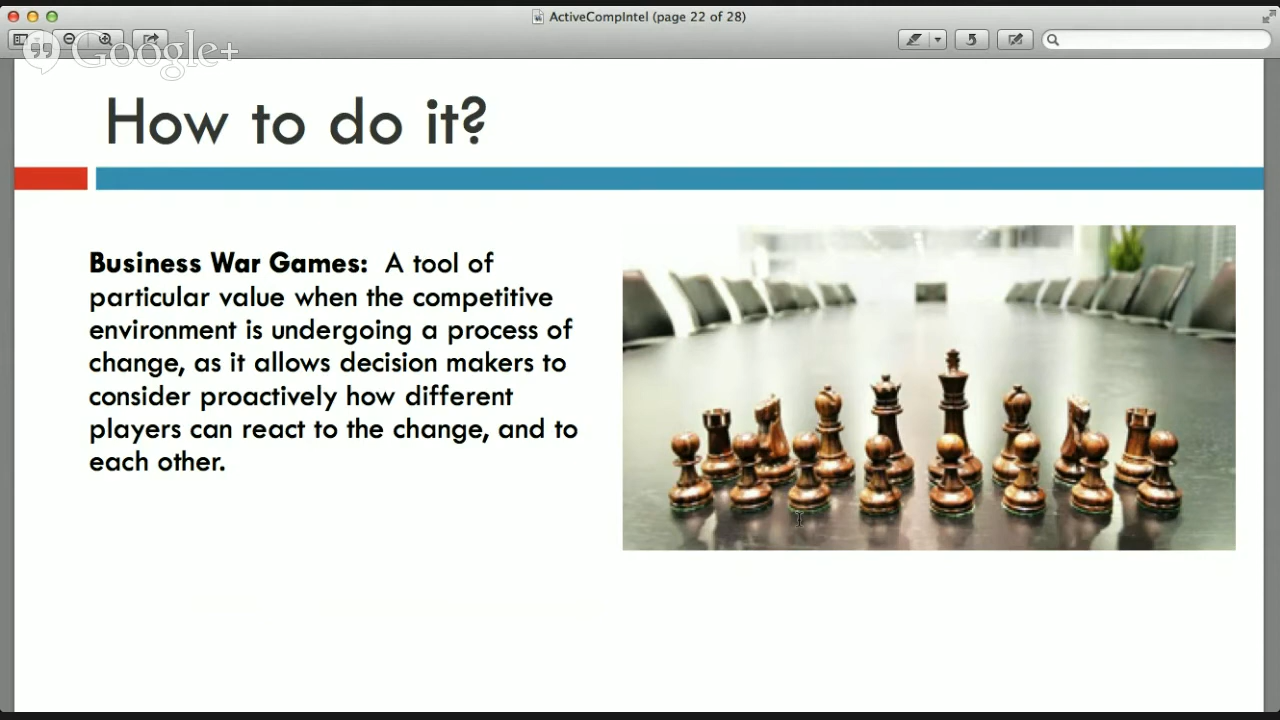 ActiveCompIntel (page 22 of 28)
Google+
How to do it?
Business War Games: A tool of
particular value when the competitive
environment is undergoing a process of
change, as it allows decision makers to
consider proactively how different
players can react to the change, and to
each other.